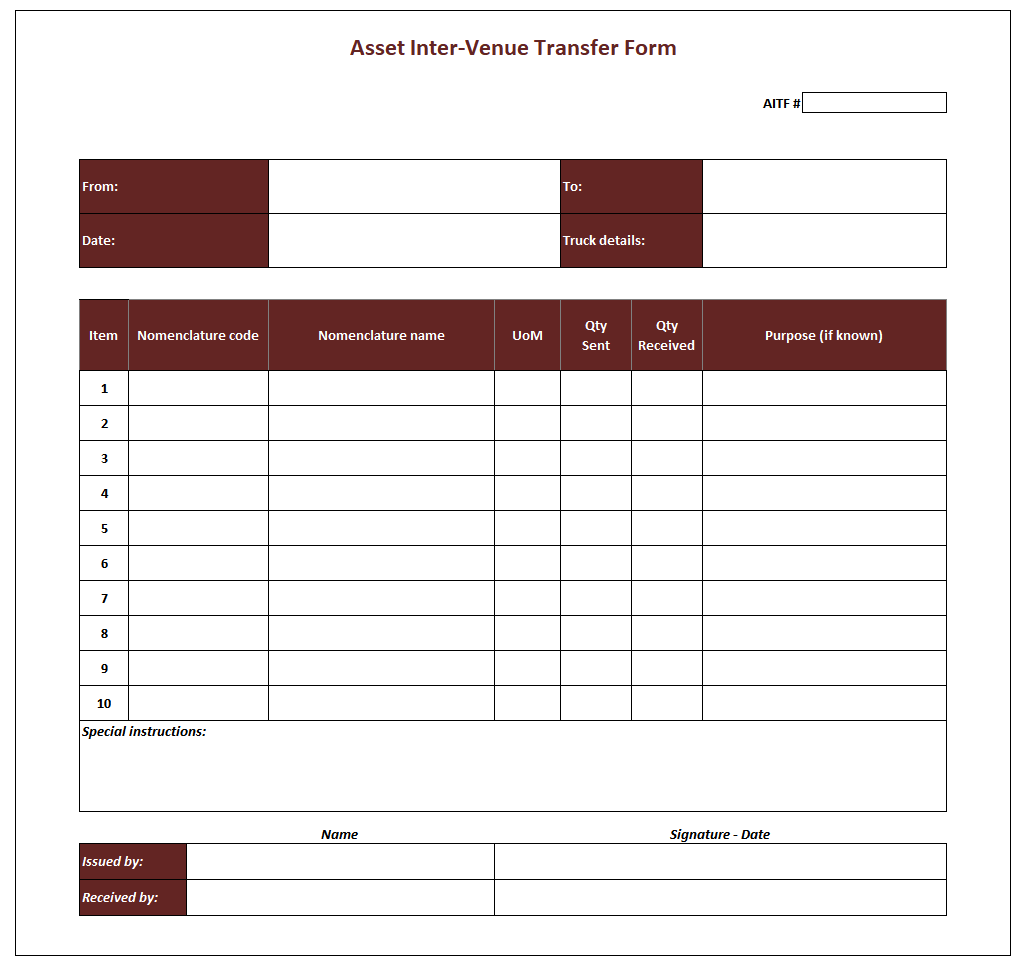 Asset Inter-Venue Transfer Form
AITF #
From: To:
Date: Truck details:
Item Nomenclature code Nomenclature name UoM Qty Sent Qty Received Purpose (if known)
1
2
3
4
5
6
7
8
9
10
Special instructions:
Name Signature - Date
Issued by:
Received by: